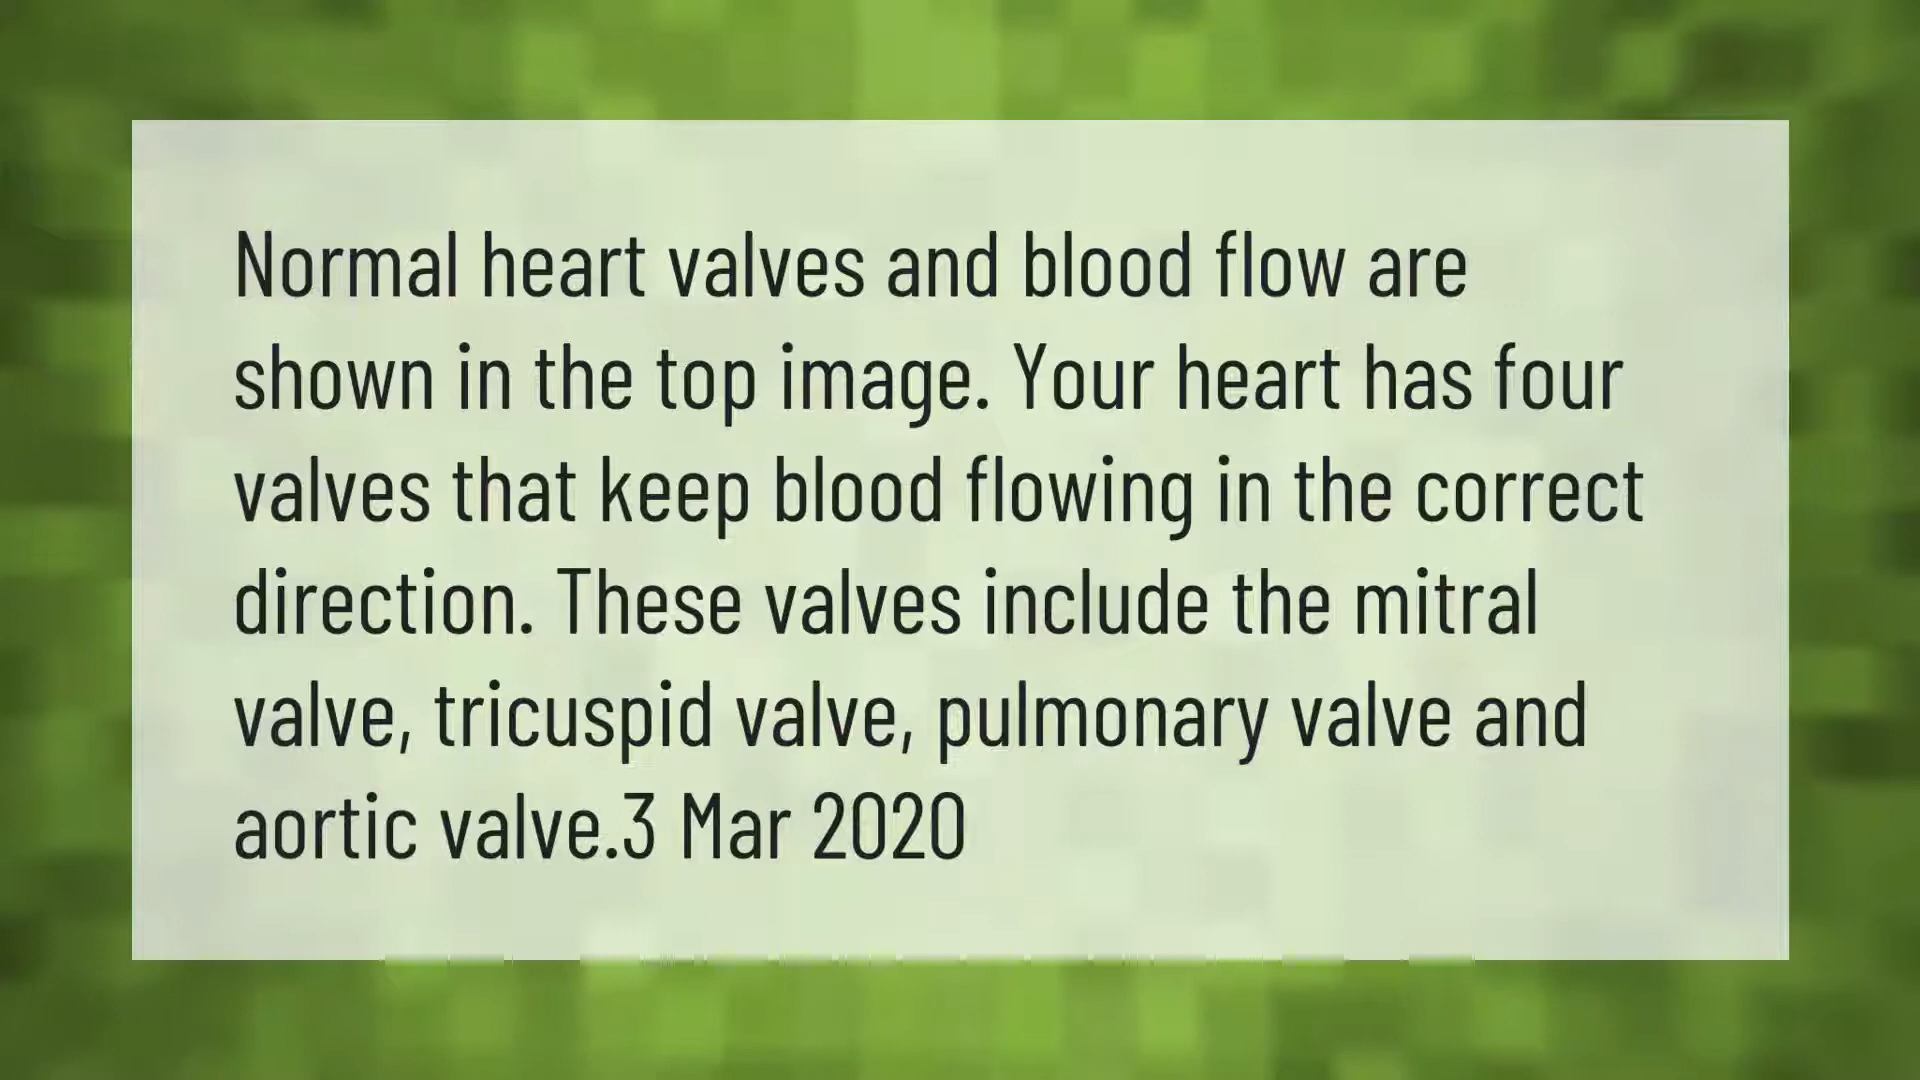 Normal heart valves and blood flow are
shown in the top image. Your heart has four
valves that keep blood flowing in the correct
direction. These valves include the mitral
valve, tricuspid valve, pulmonary valve and
aortic valve.3 Mar 2020